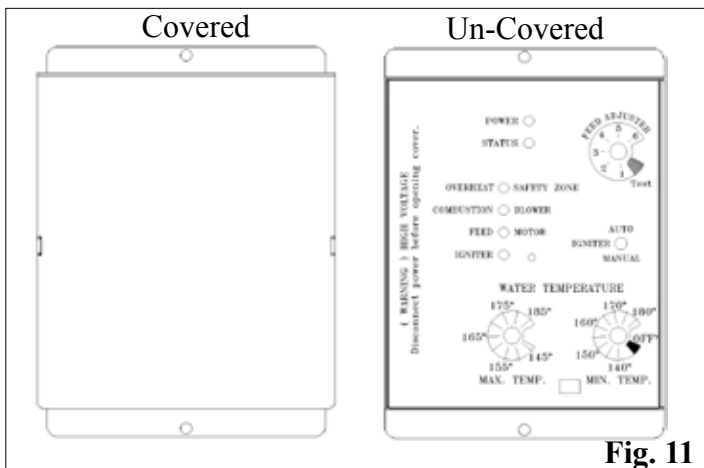 Covered
Un-Covered
( WARNING ) HIGH VOLTAGE
Disconnect power before opening cover.
POWER
STATUS
FEED ADJUSTED
1 2 3 4 5 6
Test
OVERHEAT SAFETY ZONE
COMBUSTION BLOWER
FEED MOTOR
IGNITER
AUTO
IGNITER
MANUAL
WATER TEMPERATURE
175° 185°
165°
155° 145°
MAX. TEMP.
170° 180°
160° OFF°
150° 140°
MIN. TEMP.
Fig. 11